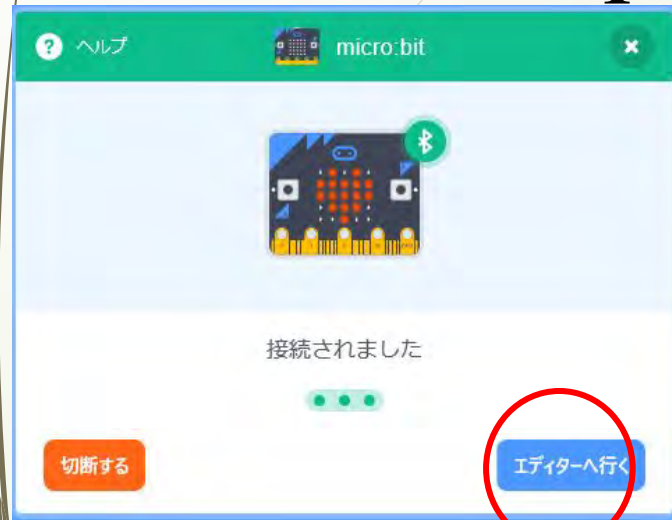 ヘルプ
micro:bit
接続されました
切断する
エディターへ行く